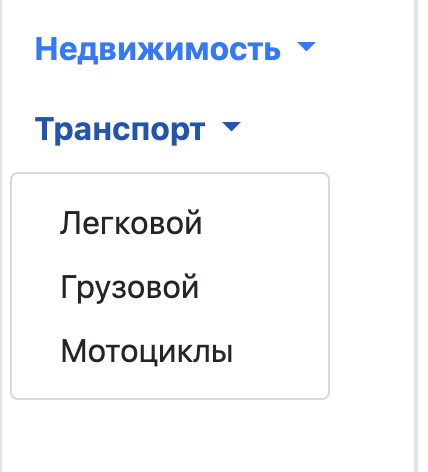 Недвижимость
Транспорт
Легковой
Грузовой
Мотоциклы